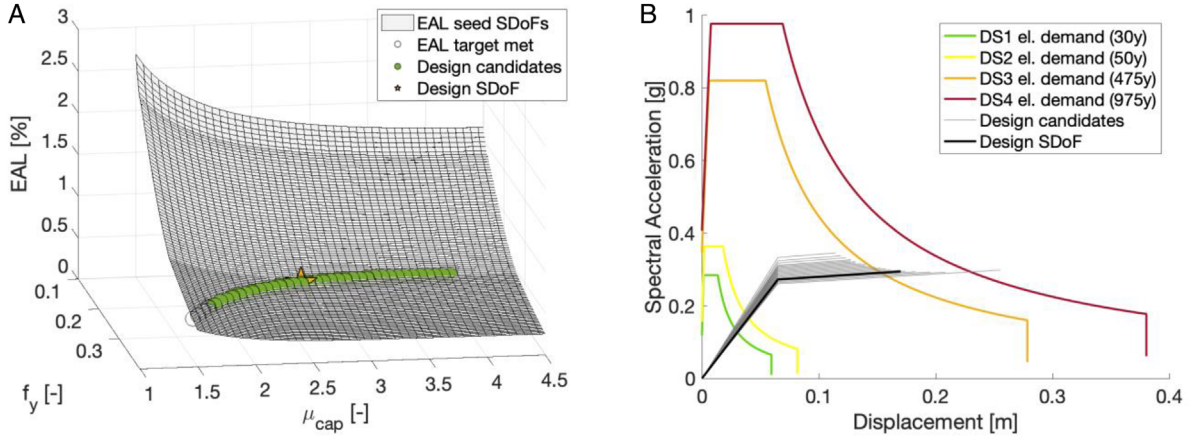 A
3
2.5
2
1.5
1
0.5
0
EAL [%]
0.1
0.2
0.3
f_y [-]
1
1.5
2
2.5
3
3.5
4
4.5
μ_cap [-]
EAL seed SDoFs
EAL target met
Design candidates
Design SDoF
B
1
0.8
0.6
0.4
0.2
0
Spectral Acceleration [g]
0
0.1
0.2
0.3
0.4
Displacement [m]
DS1 el. demand (30y)
DS2 el. demand (50y)
DS3 el. demand (475y)
DS4 el. demand (975y)
Design candidates
Design SDoF